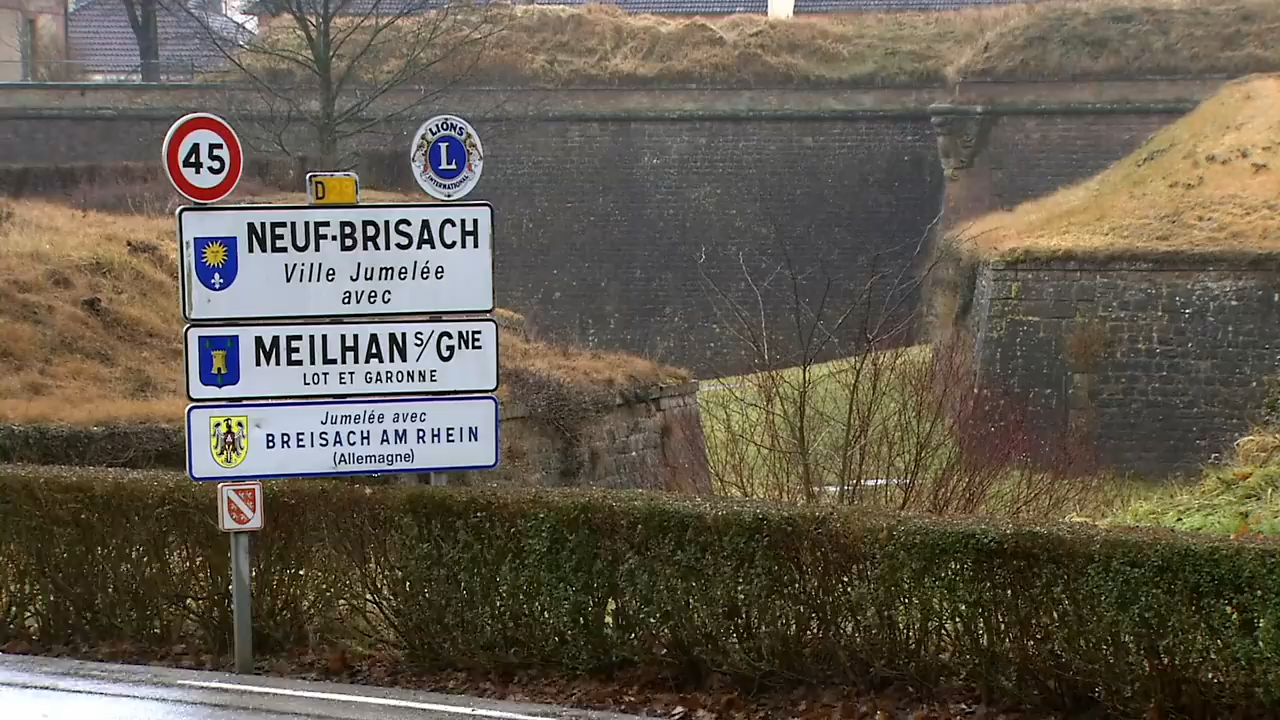 45
LIONS
L
INTERNATIONAL
D
NEUF-BRISACH
Ville Jumelée
avec
MEILHAN S/GNE
LOT ET GARONNE
Jumelée avec
BREISACH AM RHEIN
(Allemagne)